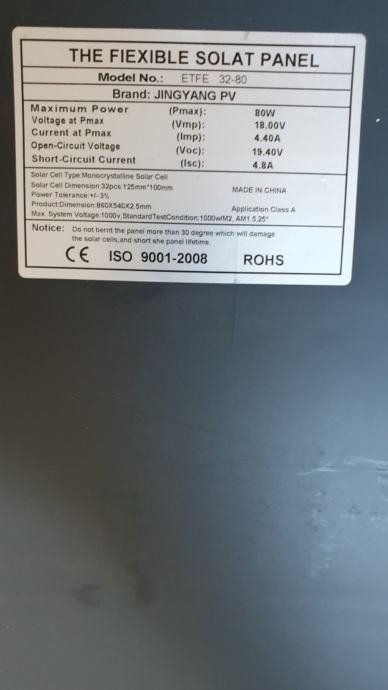 THE FIEXIBLE SOLAT PANEL
Model No.: ETFE 32-80
Brand: JINGYANG PV
Maximum Power (Pmax): 80W
Voltage at Pmax (Vmp): 18.00V
Current at Pmax (Imp): 4.40A
Open-Circuit Voltage (Voc): 19.40V
Short-Circuit Current (Isc): 4.8A
Solar Cell Type:Monocrystalline Solar Cell
Solar Cell Dimension:32pcs 125mm*100mm MADE IN CHINA
Power Tolerance:+/- 3%
Product:Dimension:860X540X2.5mm Application Class A
Max. System Voltage:1000v,StandardTestCondition:1000w/M2, AM1.5,25°
Notice: Do not bernt the panel more than 30 degree which will damage
the solar cells,and short she panel lifetime.
CE ISO 9001-2008 ROHS